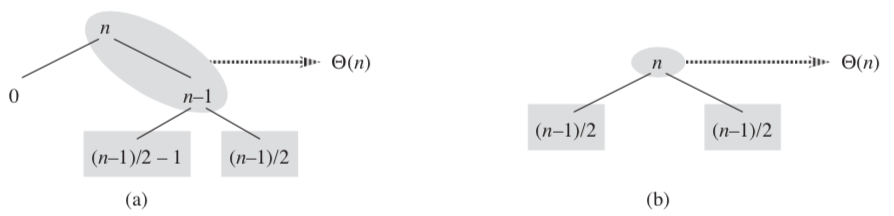 n
0
n–1
Θ(n)
(n–1)/2 – 1
(n–1)/2
(a)
n
Θ(n)
(n–1)/2
(n–1)/2
(b)